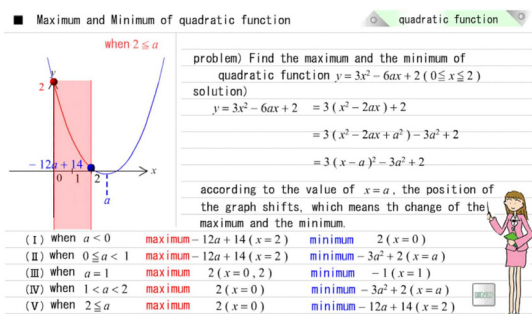 ■ Maximum and Minimum of quadratic function
quadratic function
when 2 ≦ a
y
2
-12a+14
0 1 2
x
a
problem) Find the maximum and the minimum of
quadratic function y = 3x² - 6ax + 2 ( 0 ≦ x ≦ 2 )
solution)
y = 3x² - 6ax + 2 = 3 ( x² - 2ax ) + 2
= 3 ( x² - 2ax + a² ) - 3a² + 2
= 3 ( x - a )² - 3a² + 2
according to the value of x = a , the position of
the graph shifts, which means th change of the
maximum and the minimum.
(Ⅰ) when a < 0 maximum - 12a + 14 ( x = 2 ) minimum 2 ( x = 0 )
(Ⅱ) when 0 ≦ a < 1 maximum - 12a + 14 ( x = 2 ) minimum - 3a² + 2 ( x = a )
(Ⅲ) when a = 1 maximum 2 ( x = 0 , 2 ) minimum - 1 ( x = 1 )
(Ⅳ) when 1 < a < 2 maximum 2 ( x = 0 ) minimum - 3a² + 2 ( x = a )
(Ⅴ) when 2 ≦ a maximum 2 ( x = 0 ) minimum - 12a + 14 ( x = 2 )